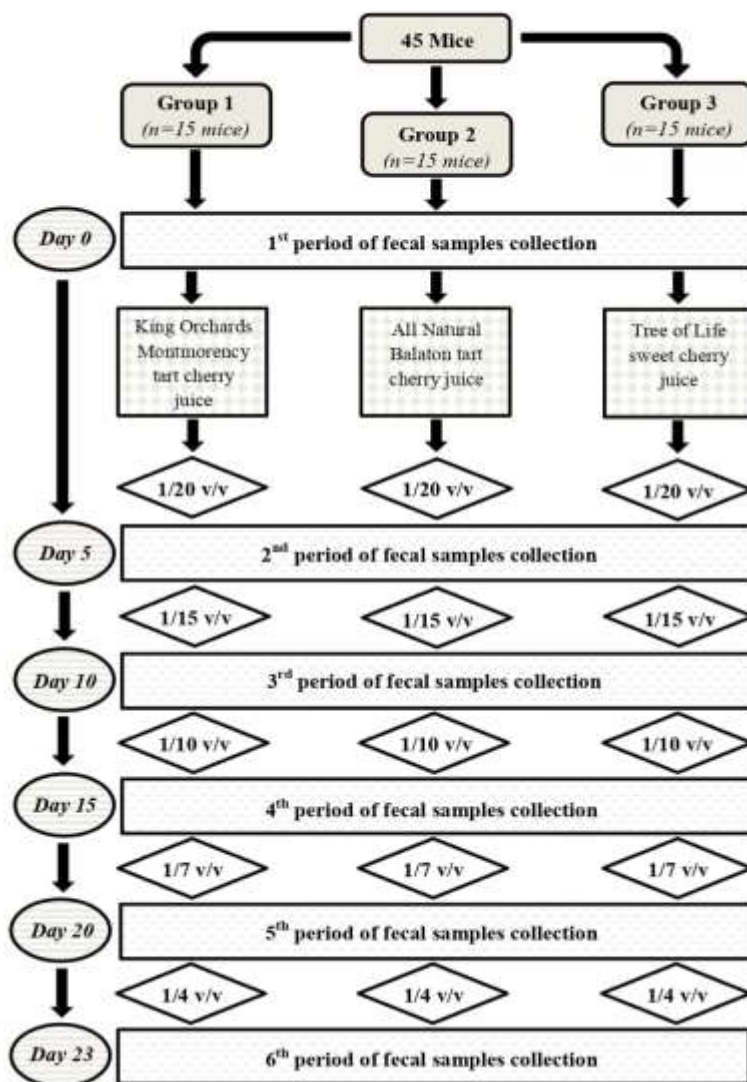 45 Mice
Group 1
(n=15 mice)
Group 2
(n=15 mice)
Group 3
(n=15 mice)
Day 0
1st period of fecal samples collection
King Orchards
Montmorency
tart cherry
juice
All Natural
Balaton tart
cherry juice
Tree of Life
sweet cherry
juice
1/20 v/v
1/20 v/v
1/20 v/v
Day 5
2nd period of fecal samples collection
1/15 v/v
1/15 v/v
1/15 v/v
Day 10
3rd period of fecal samples collection
1/10 v/v
1/10 v/v
1/10 v/v
Day 15
4th period of fecal samples collection
1/7 v/v
1/7 v/v
1/7 v/v
Day 20
5th period of fecal samples collection
1/4 v/v
1/4 v/v
1/4 v/v
Day 23
6th period of fecal samples collection